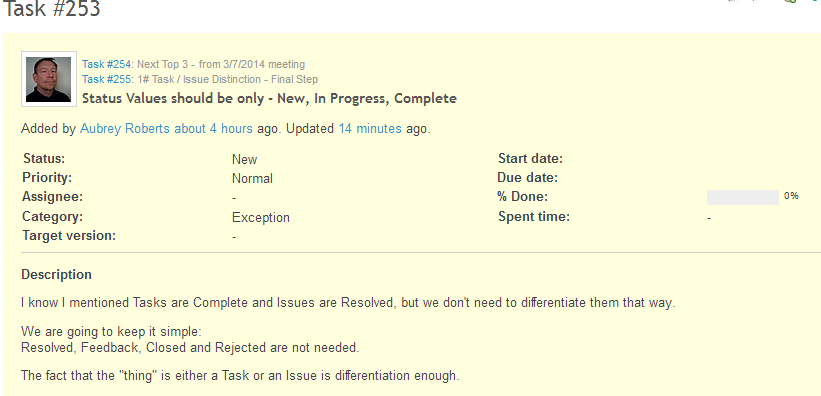 Task #253
Task #254: Next Top 3 - from 3/7/2014 meeting
Task #255: 1# Task / Issue Distinction - Final Step
Status Values should be only - New, In Progress, Complete
Added by Aubrey Roberts about 4 hours ago. Updated 14 minutes ago.
Status: New Start date:
Priority: Normal Due date:
Assignee: - % Done: 0%
Category: Exception Spent time: -
Target version: -
Description
I know I mentioned Tasks are Complete and Issues are Resolved, but we don't need to differentiate them that way.
We are going to keep it simple:
Resolved, Feedback, Closed and Rejected are not needed.
The fact that the "thing" is either a Task or an Issue is differentiation enough.